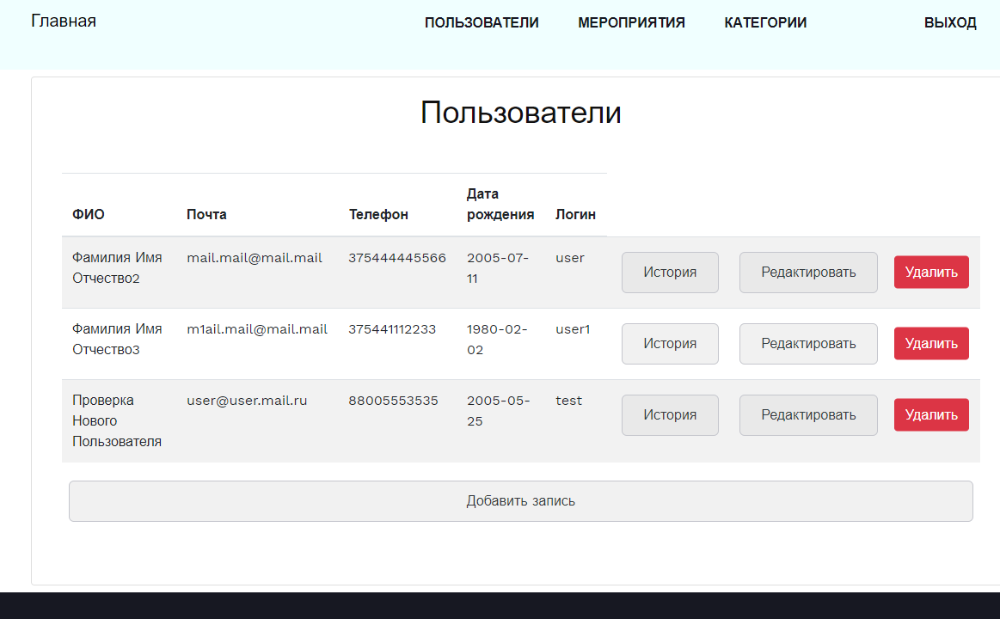 Главная ПОЛЬЗОВАТЕЛИ МЕРОПРИЯТИЯ КАТЕГОРИИ ВЫХОД
Пользователи
ФИО Почта Телефон Дата рождения Логин
Фамилия Имя mail.mail@mail.mail 375444445566 2005-07- user История Редактировать Удалить
Отчество2 11
Фамилия Имя m1ail.mail@mail.mail 375441112233 1980-02- user1 История Редактировать Удалить
Отчество3 02
Проверка user@user.mail.ru 88005553535 2005-05- test История Редактировать Удалить
Нового 25
Пользователя
Добавить запись